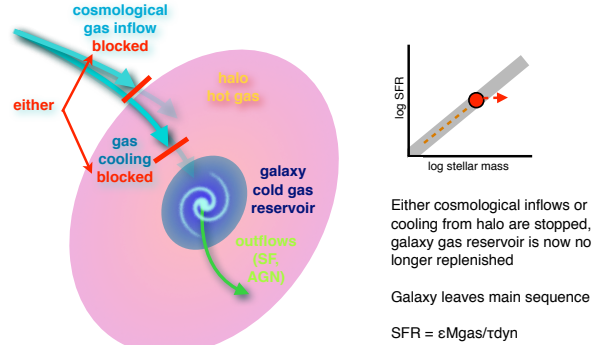 cosmological
gas inflow
blocked
either
halo
hot gas
gas
cooling
blocked
galaxy
cold gas
reservoir
outflows
(SF,
AGN)
log SFR
log stellar mass
Either cosmological inflows or
cooling from halo are stopped,
galaxy gas reservoir is now no
longer replenished
Galaxy leaves main sequence
SFR = εMgas/τdyn